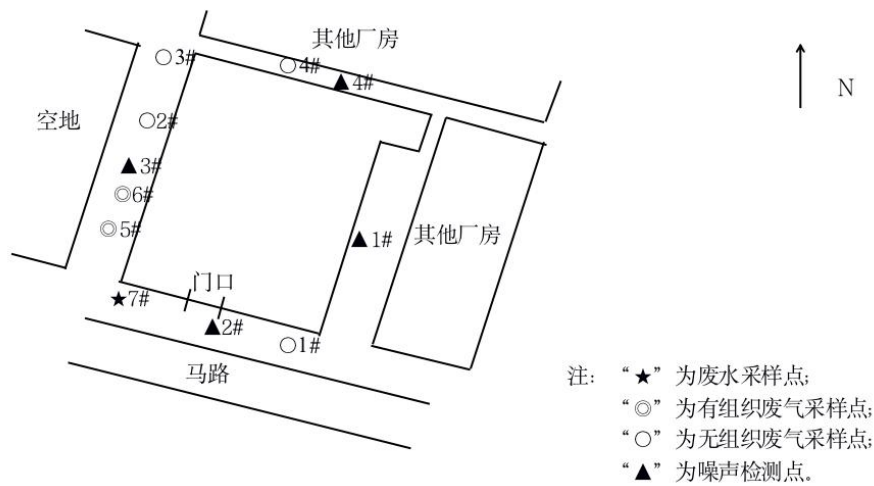 其他厂房
○3#
○4#
▲4#
N
空地
○2#
▲3#
◎6#
◎5#
其他厂房
▲1#
门口
★7#
▲2#
○1#
马路
注：“★”为废水采样点;
“◎”为有组织废气采样点;
“○”为无组织废气采样点;
“▲”为噪声检测点。